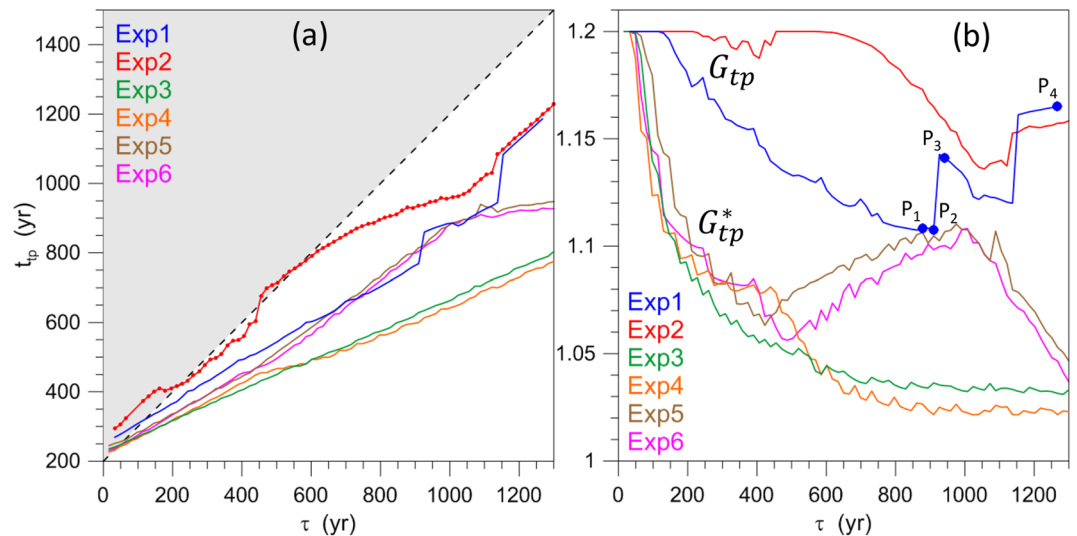 (a)
Exp1
Exp2
Exp3
Exp4
Exp5
Exp6
1400
1200
1000
800
600
400
200
t_tp (yr)
0 200 400 600 800 1000 1200
τ (yr)
(b)
G_tp
G*_tp
P₁
P₂
P₃
P₄
Exp1
Exp2
Exp3
Exp4
Exp5
Exp6
1.20
1.15
1.10
1.05
1
0 200 400 600 800 1000 1200
τ (yr)